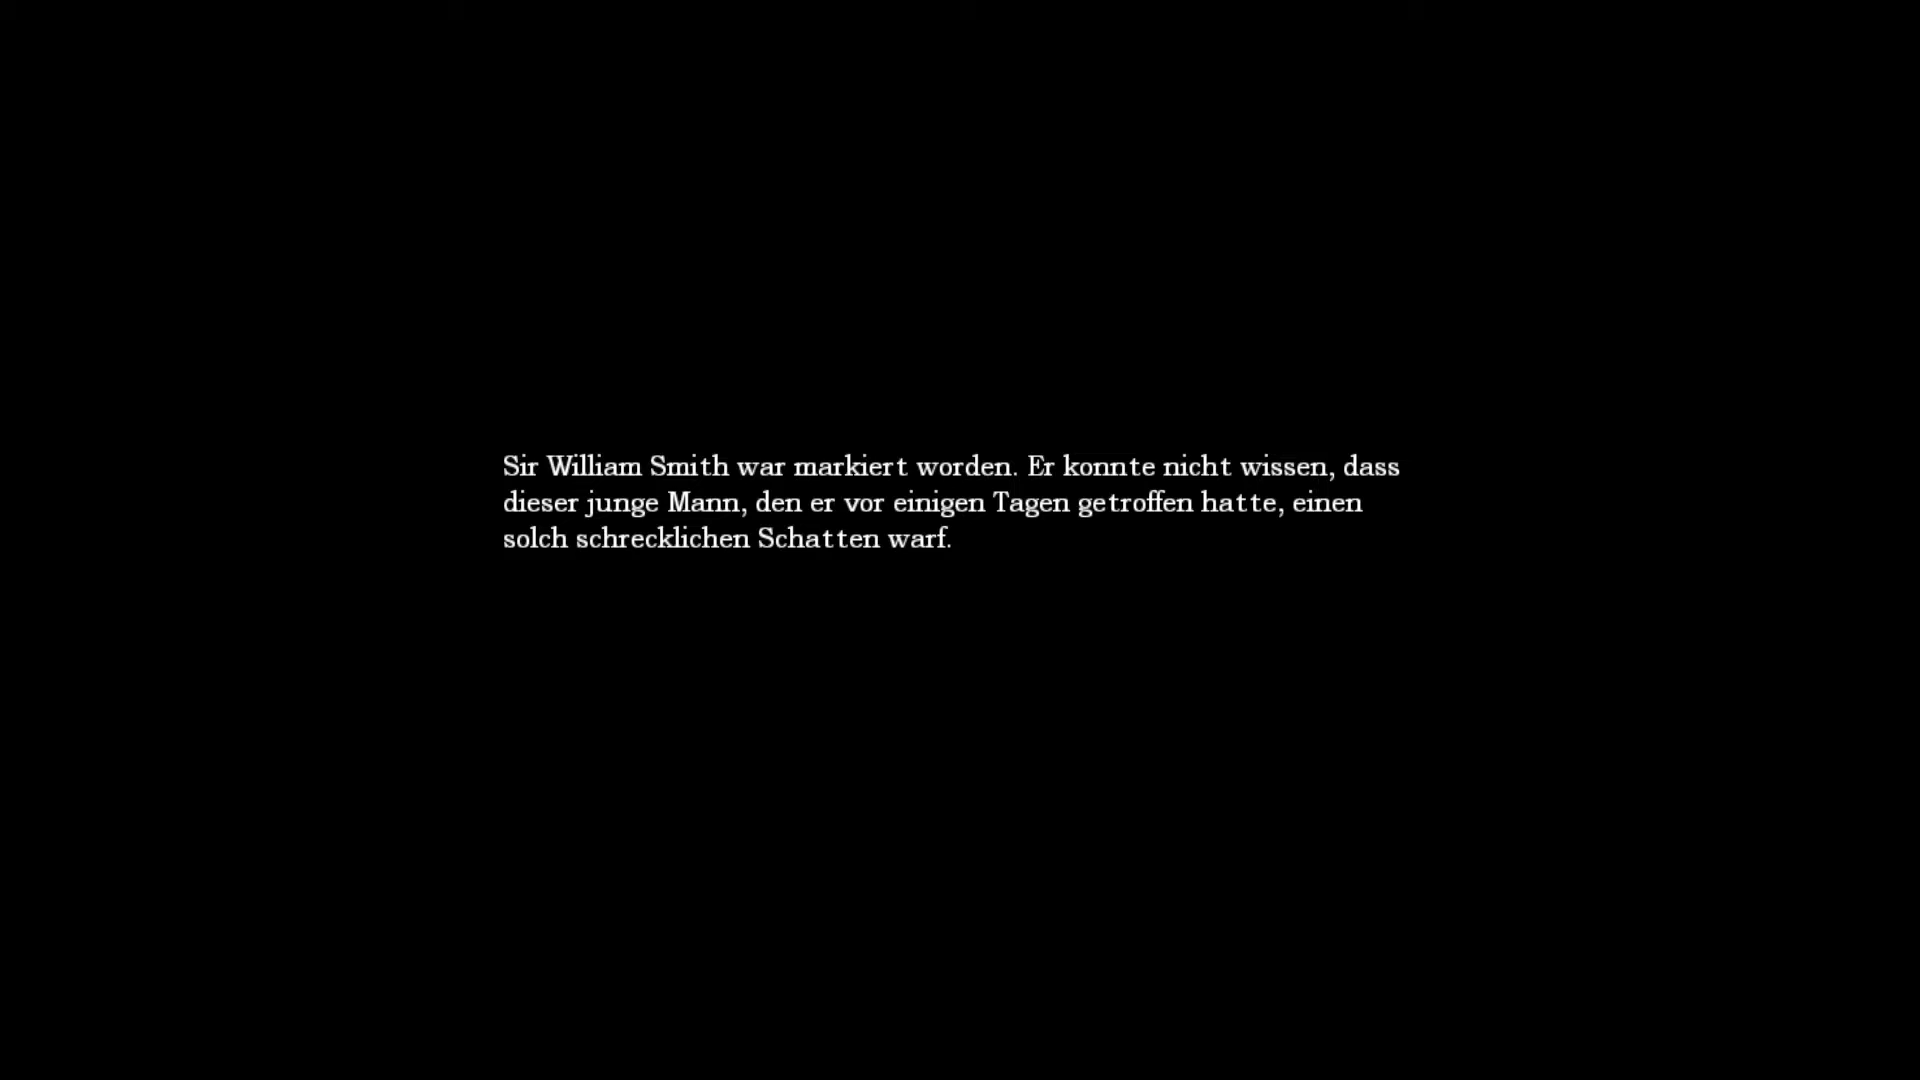 Sir William Smith war markiert worden. Er konnte nicht wissen, dass
dieser junge Mann, den er vor einigen Tagen getroffen hatte, einen
solch schrecklichen Schatten warf.